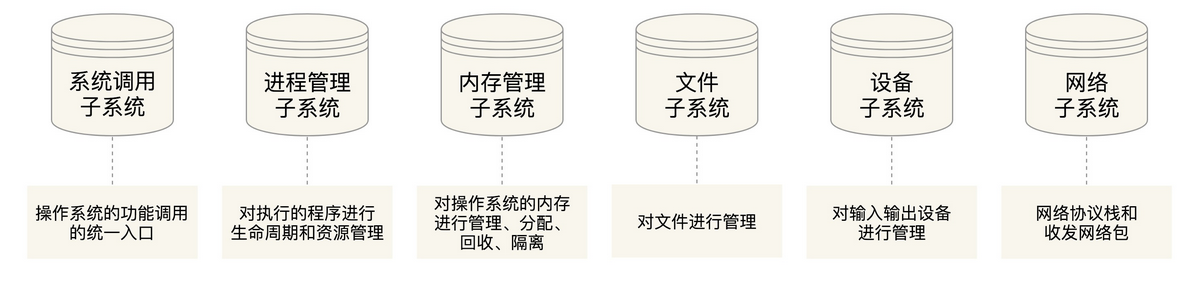 系统调用
子系统
进程管理
子系统
内存管理
子系统
文件
子系统
设备
子系统
网络
子系统
操作系统的功能调用
的统一入口
对执行的程序进行
生命周期和资源管理
对操作系统的内存
进行管理、分配、
回收、隔离
对文件进行管理
对输入输出设备
进行管理
网络协议栈和
收发网络包